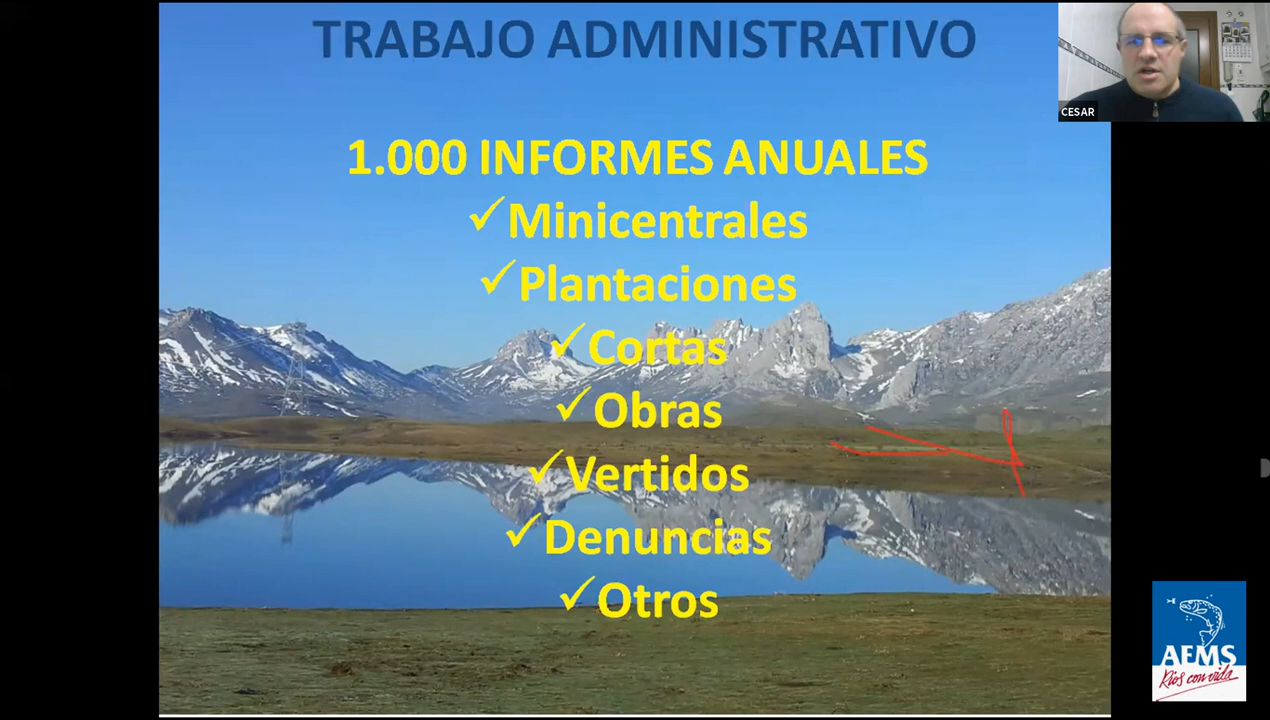 TRABAJO ADMINISTRATIVO
CESAR
1.000 INFORMES ANUALES
✓Minicentrales
✓Plantaciones
✓Cortas
✓Obras
✓Vertidos
✓Denuncias
✓Otros
AEMS
Ríos con vida